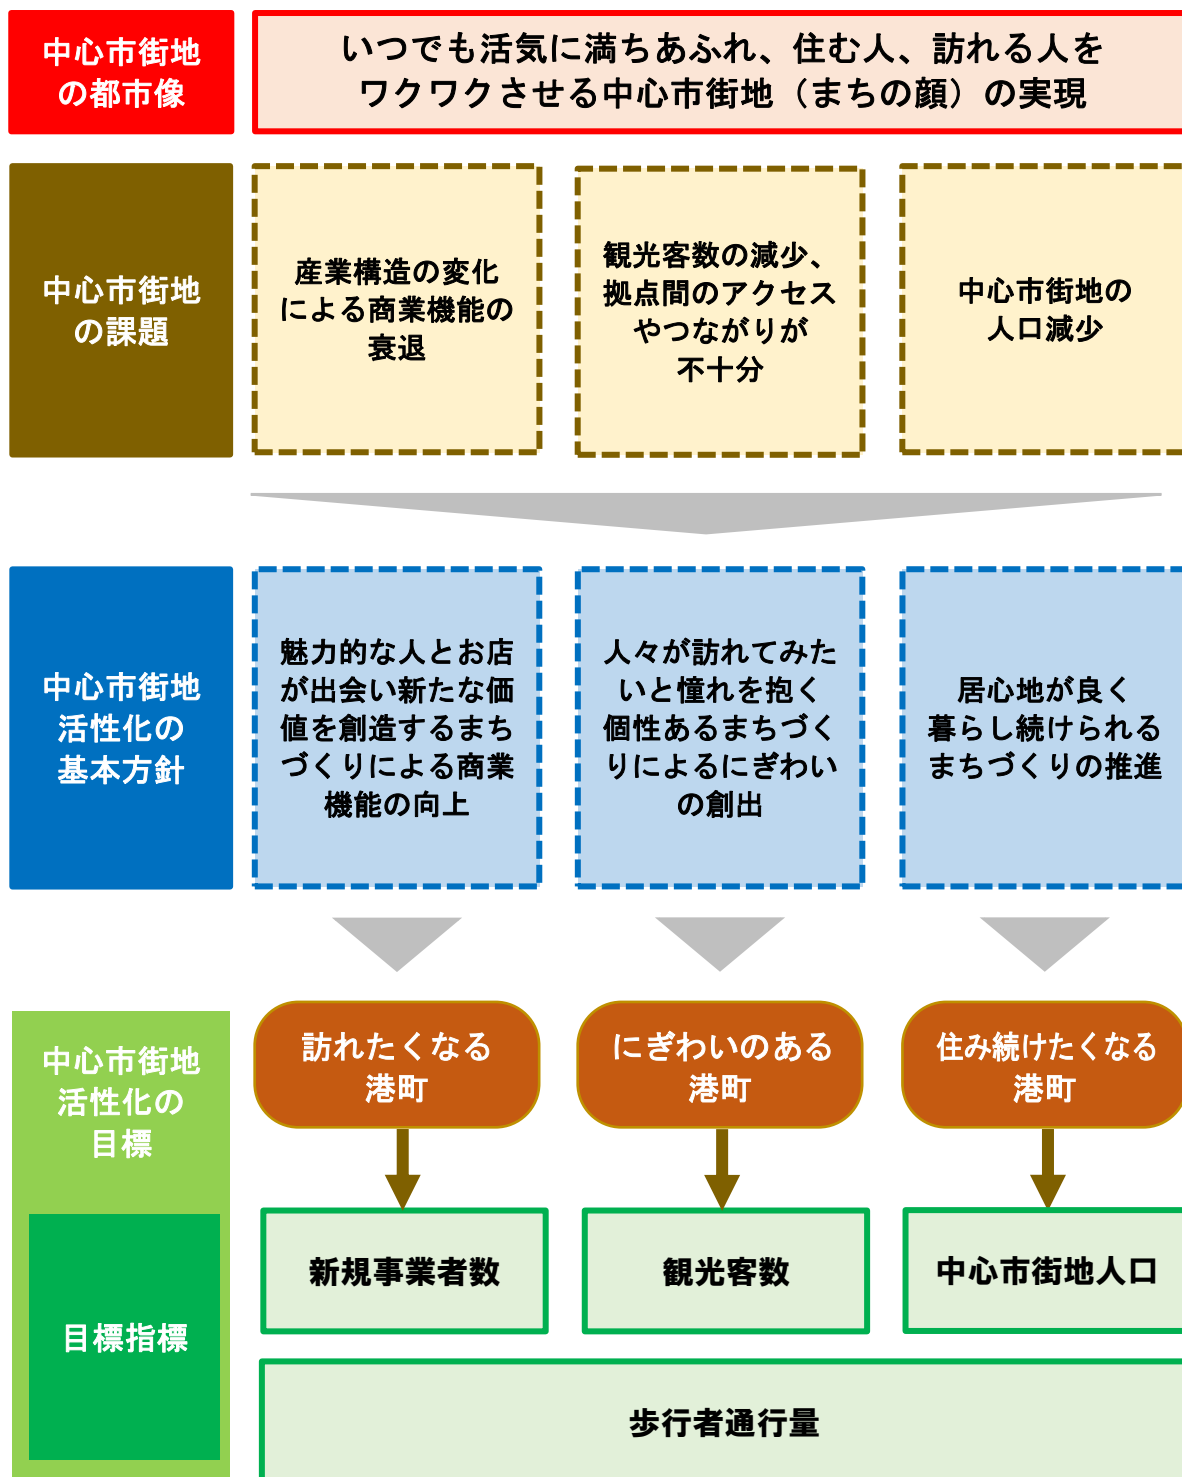 中心市街地
の都市像
いつでも活気に満ちあふれ、住む人、訪れる人を
ワクワクさせる中心市街地（まちの顔）の実現
中心市街地
の課題
産業構造の変化
による商業機能の
衰退
観光客数の減少、
拠点間のアクセス
やつながりが
不十分
中心市街地の
人口減少
中心市街地
活性化の
基本方針
魅力的な人とお店
が出会い新たな価
値を創造するまち
づくりによる商業
機能の向上
人々が訪れてみた
いと憧れを抱く
個性あるまちづく
りによるにぎわい
の創出
居心地が良く
暮らし続けられる
まちづくりの推進
中心市街地
活性化の
目標
訪れたくなる
港町
にぎわいのある
港町
住み続けたくなる
港町
目標指標
新規事業者数
観光客数
中心市街地人口
歩行者通行量